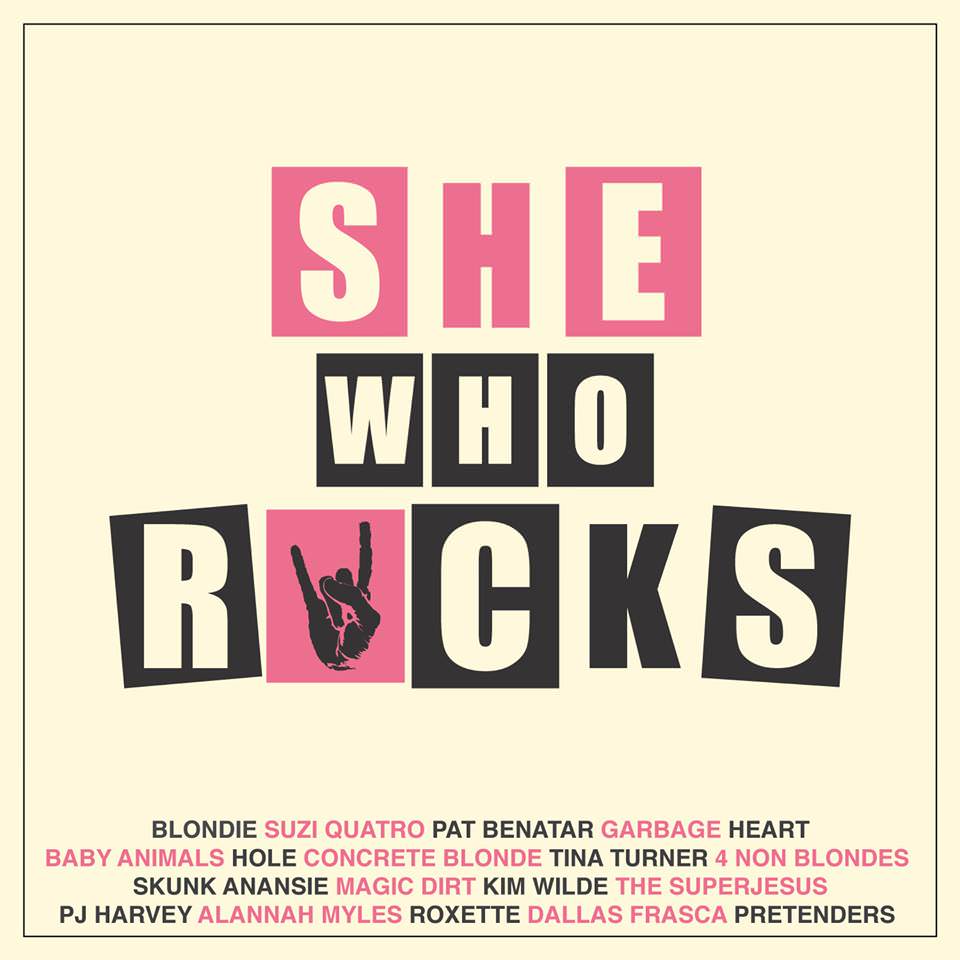 SHE
WHO
RCKS
BLONDIE SUZI QUATRO PAT BENATAR GARBAGE HEART
BABY ANIMALS HOLE CONCRETE BLONDE TINA TURNER 4 NON BLONDES
SKUNK ANANSIE MAGIC DIRT KIM WILDE THE SUPERJESUS
PJ HARVEY ALANNAH MYLES ROXETTE DALLAS FRASCA PRETENDERS